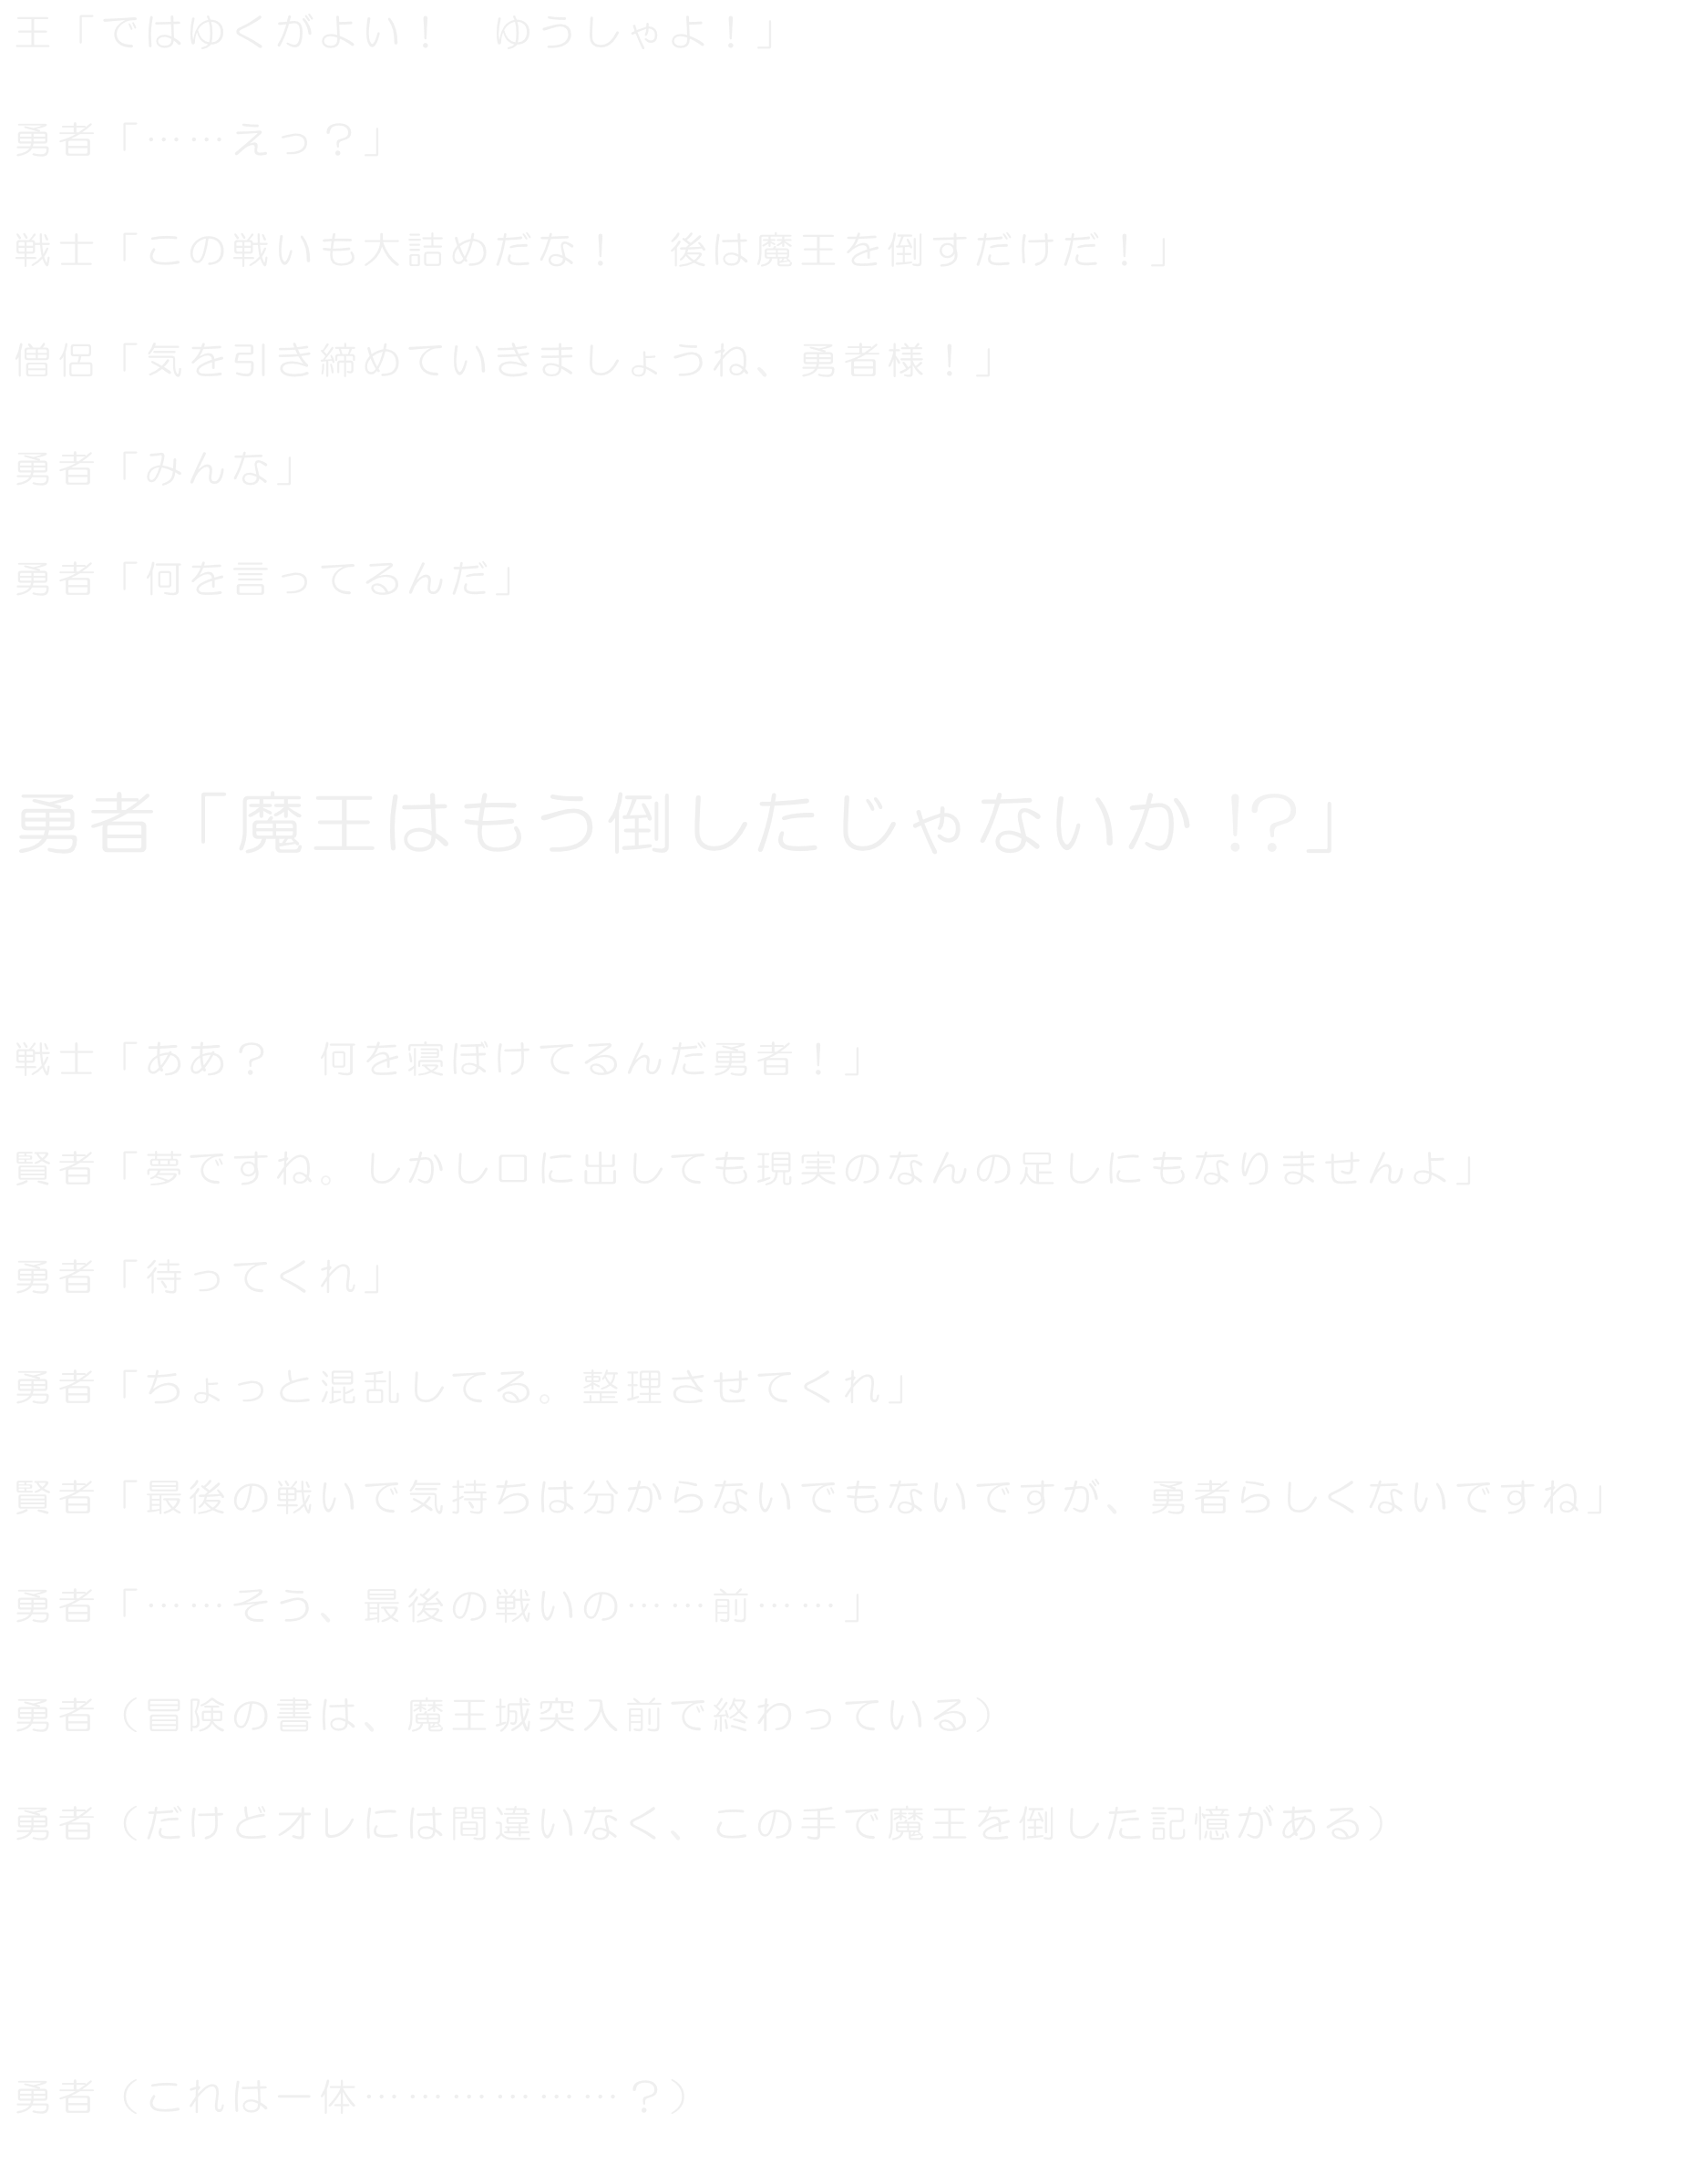 王「ではゆくがよい！　ゆうしゃよ！」
勇者「……えっ？」
戦士「この戦いも大詰めだな！　後は魔王を倒すだけだ！」
僧侶「気を引き締めていきましょうね、勇者様！」
勇者「みんな」
勇者「何を言ってるんだ」
勇者「魔王はもう倒したじゃないか！？」
戦士「ああ？　何を寝ぼけてるんだ勇者！」
賢者「夢ですね。しかし口に出しても現実のなんの足しにもなりませんよ」
勇者「待ってくれ」
勇者「ちょっと混乱してる。整理させてくれ」
賢者「最後の戦いで気持ちは分からないでもないですが、勇者らしくないですね」
勇者「……そう、最後の戦いの……前……」
勇者（冒険の書は、魔王城突入前で終わっている）
勇者（だけどオレには間違いなく、この手で魔王を倒した記憶がある）
勇者（これは一体………………？）